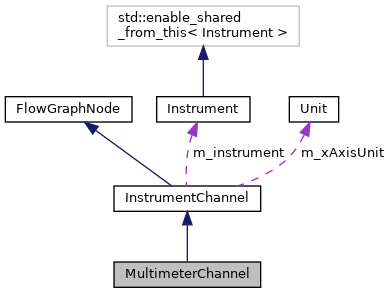 std::enable_shared
_from_this< Instrument >
FlowGraphNode
Instrument
Unit
m_instrument
m_xAxisUnit
InstrumentChannel
MultimeterChannel